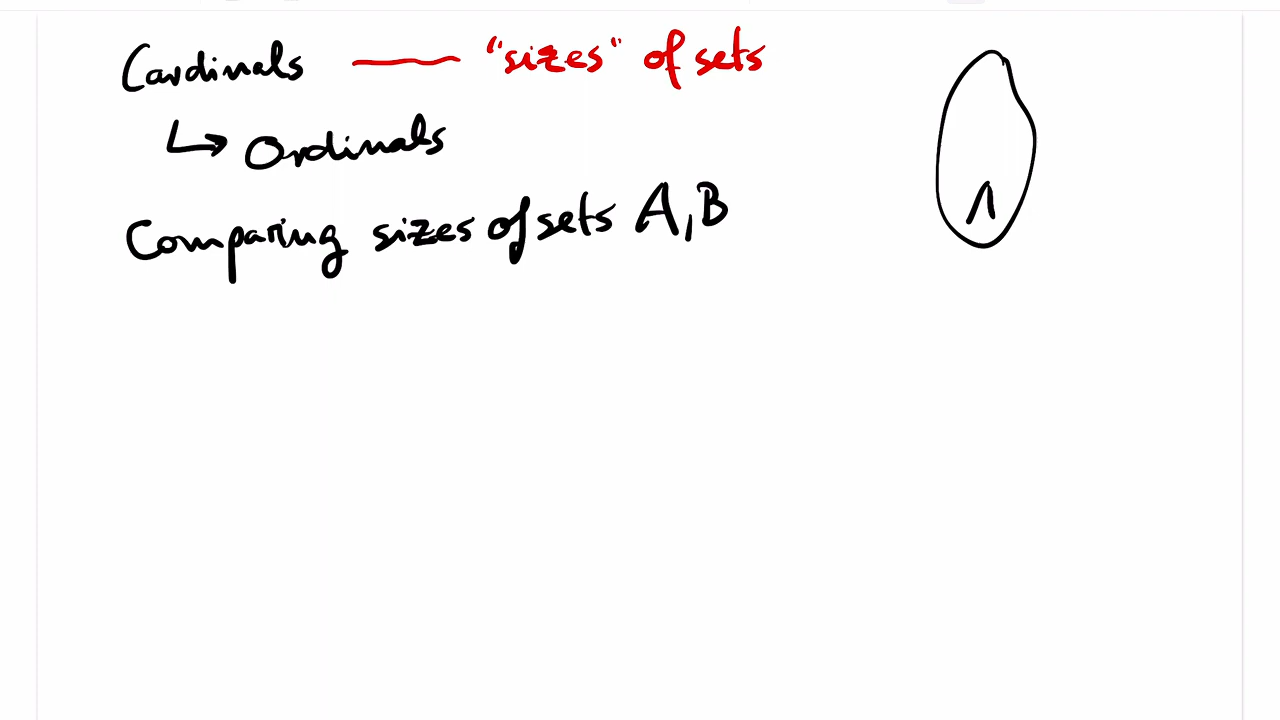 Cardinals — "sizes" of sets
↳ Ordinals
Comparing sizes of sets A, B